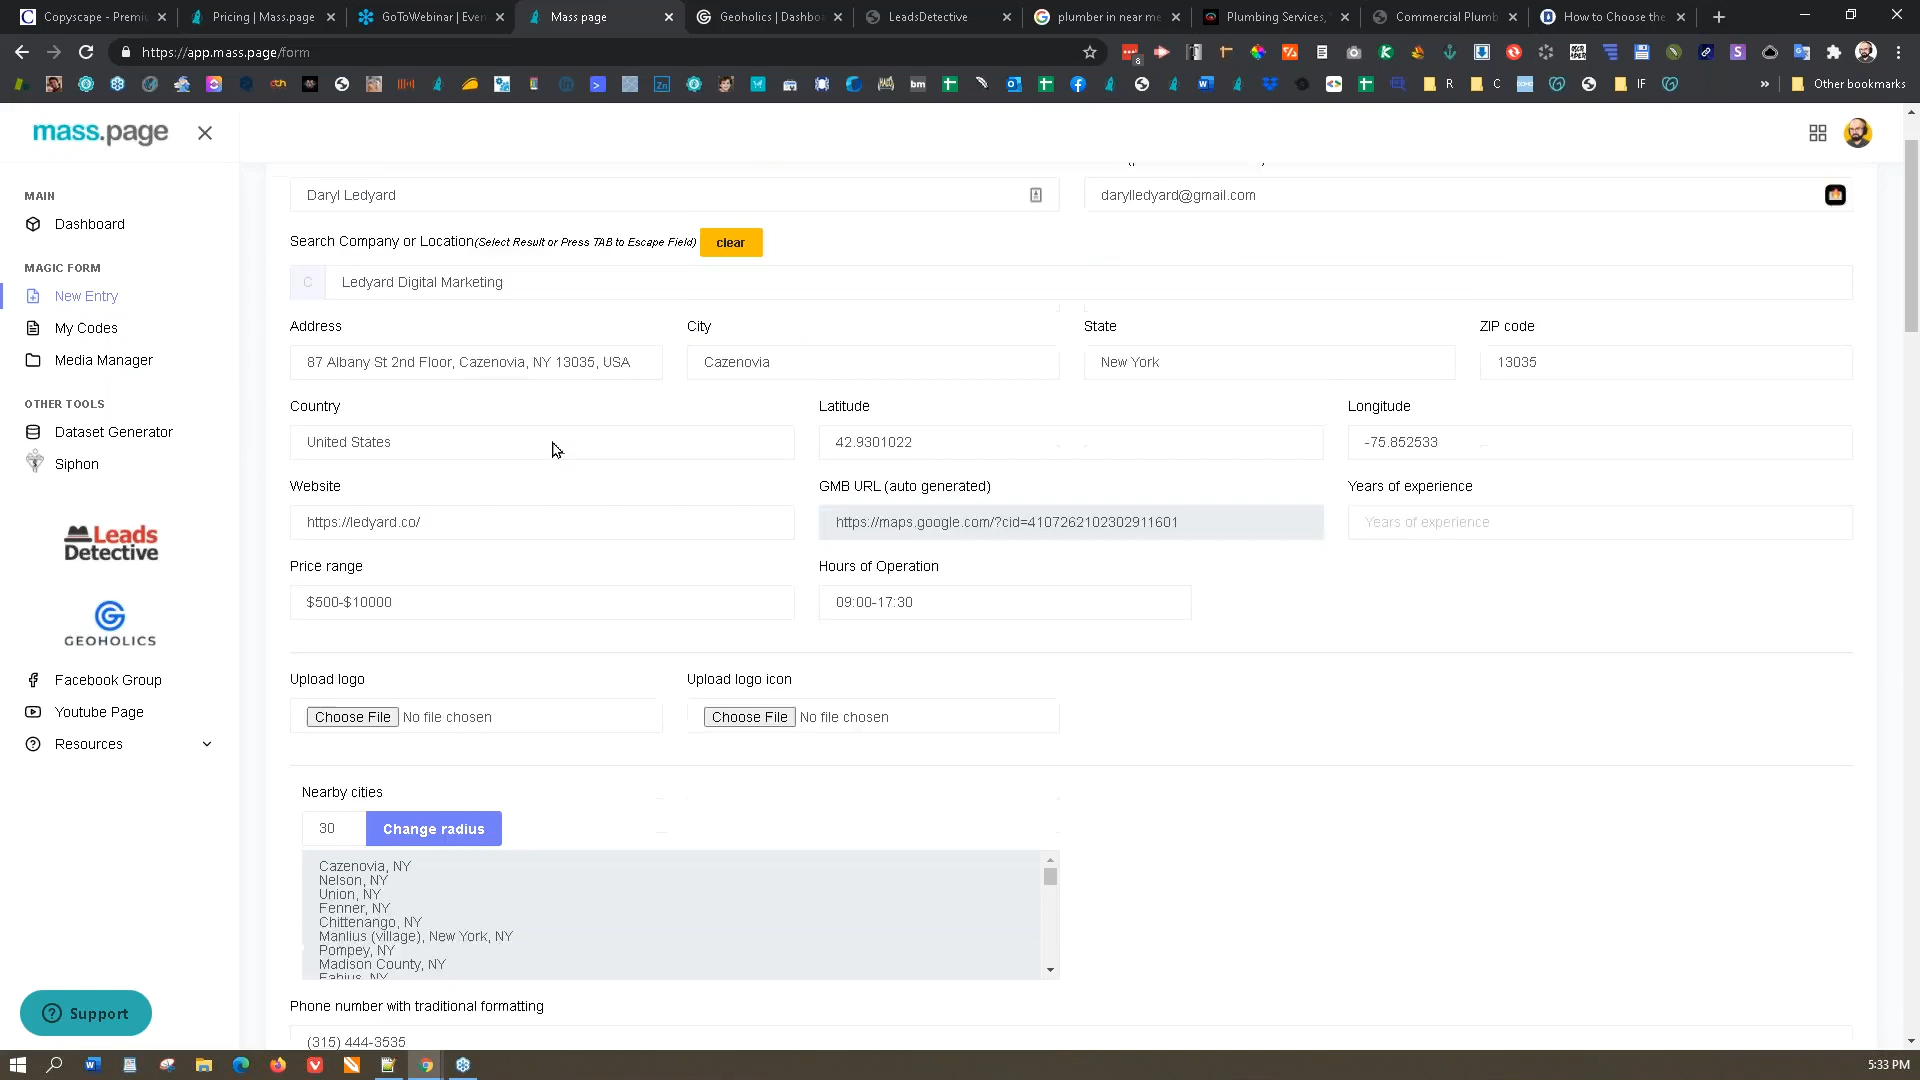 Copyscape - Premi
Pricing | Mass.page
GoToWebinar | Even
Mass page
Geoholics | Dashboa
LeadsDetective
plumber in near me
Plumbing Services,
Commercial Plumb
How to Choose the
https://app.mass.page/form
8
R
C
IF
Other bookmarks
mass.page
MAIN
Dashboard
MAGIC FORM
New Entry
My Codes
Media Manager
OTHER TOOLS
Dataset Generator
Siphon
Leads
Detective
GEOHOLICS
Facebook Group
Youtube Page
Resources
Support
Daryl Ledyard
darylledyard@gmail.com
Search Company or Location(Select Result or Press TAB to Escape Field)
clear
C
Ledyard Digital Marketing
Address
City
State
ZIP code
87 Albany St 2nd Floor, Cazenovia, NY 13035, USA
Cazenovia
New York
13035
Country
Latitude
Longitude
United States
42.9301022
-75.852533
Website
GMB URL (auto generated)
Years of experience
https://ledyard.co/
https://maps.google.com/?cid=4107262102302911601
Years of experience
Price range
Hours of Operation
$500-$10000
09:00-17:30
Upload logo
Upload logo icon
Choose File No file chosen
Choose File No file chosen
Nearby cities
30
Change radius
Cazenovia, NY
Nelson, NY
Union, NY
Fenner, NY
Chittenango, NY
Manlius (village), New York, NY
Pompey, NY
Madison County, NY
Fabius, NY
Phone number with traditional formatting
(315) 444-3535
5:33 PM